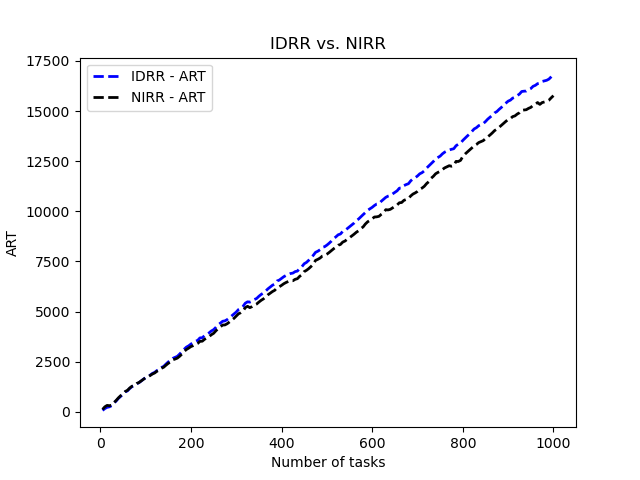 IDRR vs. NIRR
IDRR - ART
NIRR - ART
17500
15000
12500
10000
7500
5000
2500
0
ART
0 200 400 600 800 1000
Number of tasks